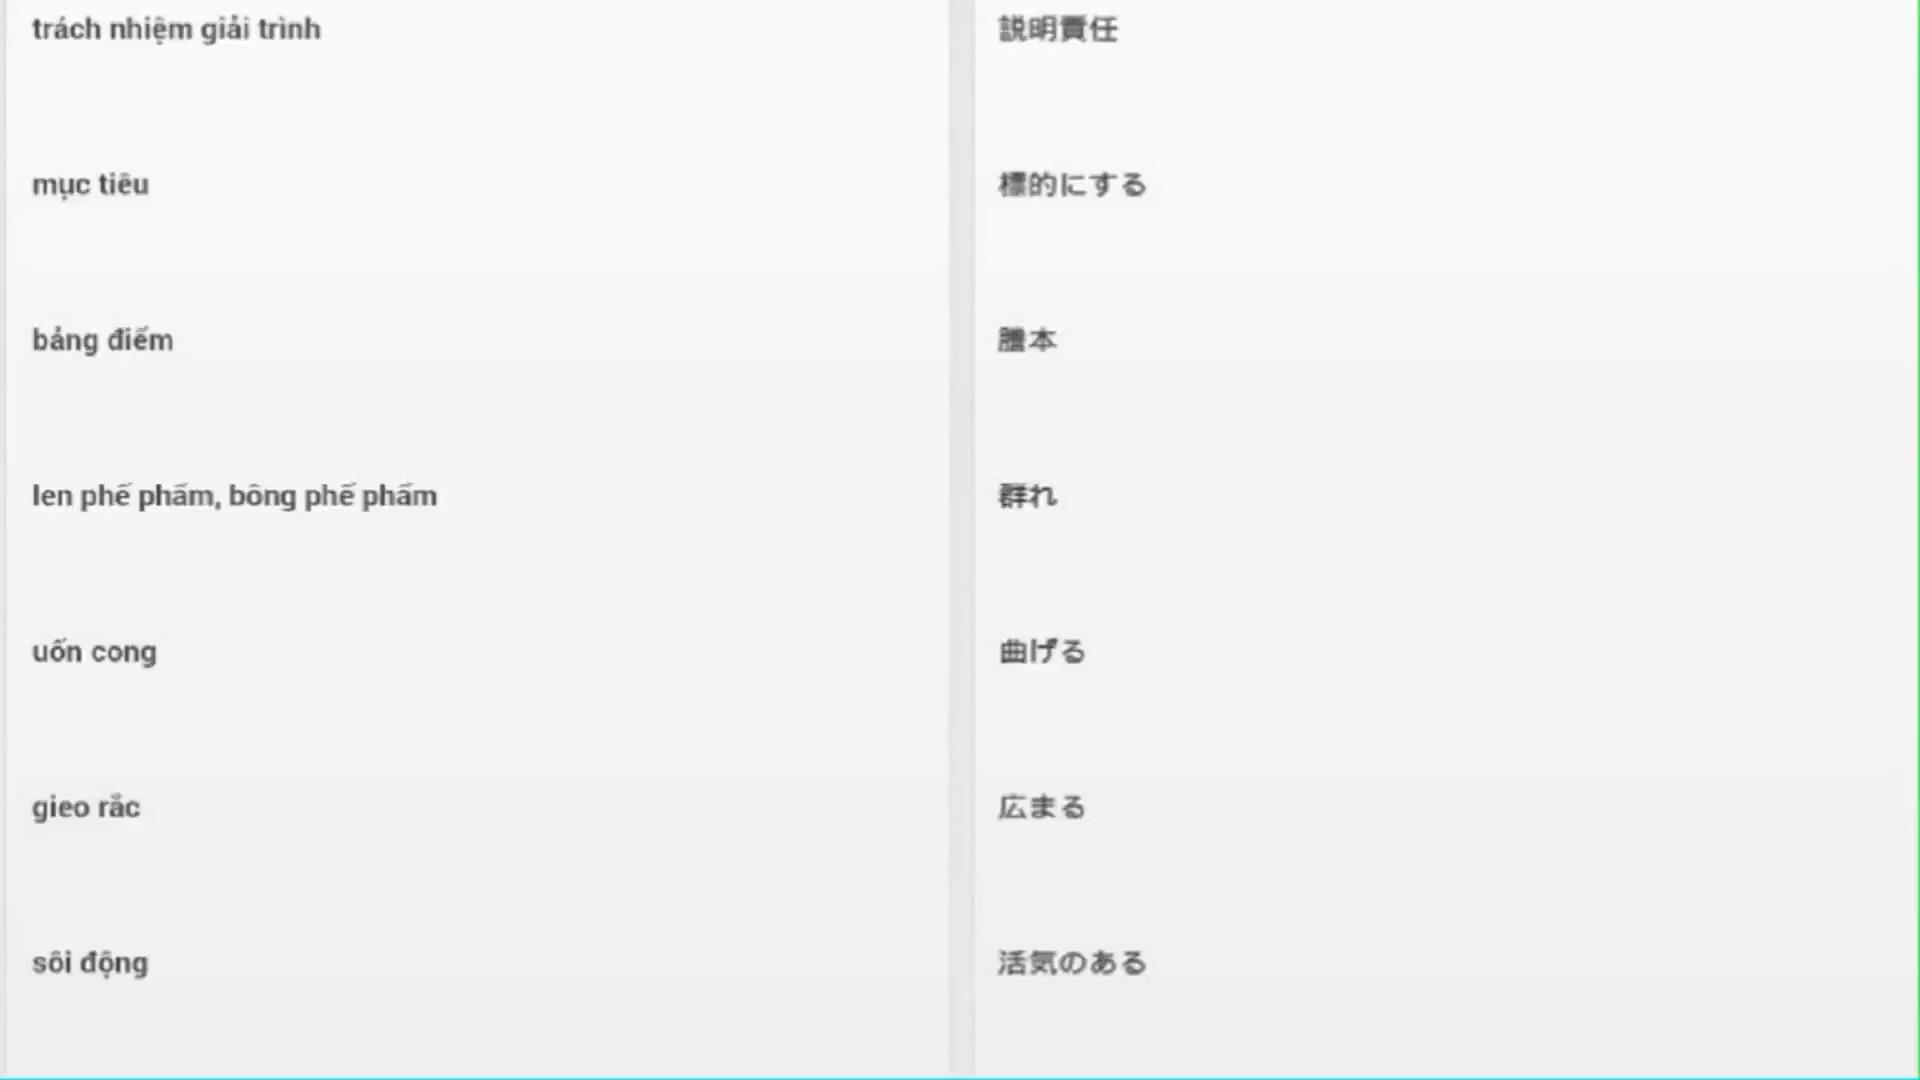 trách nhiệm giải trình
説明責任
mục tiêu
標的にする
bảng điểm
謄本
len phế phẩm, bông phế phẩm
群れ
uốn cong
曲げる
gieo rắc
広まる
sôi động
活気のある